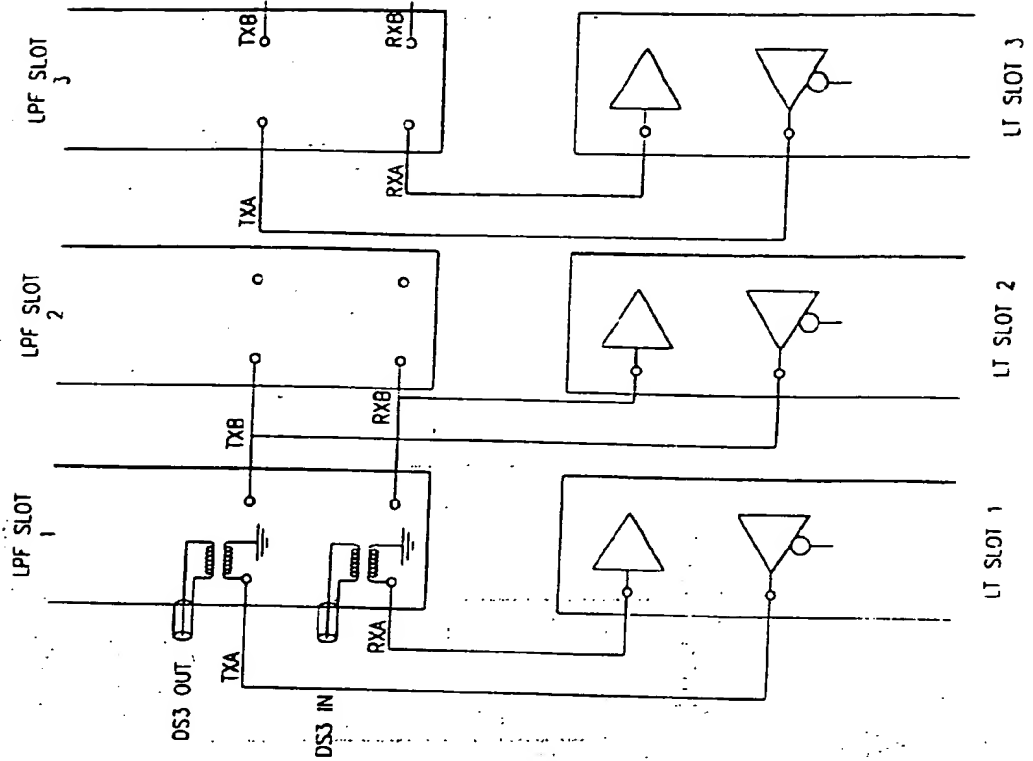 LPF SLOT
3
TXB
RXB
TXA
RXA
LT SLOT 3
LPF SLOT
2
TXB
RXB
LT SLOT 2
LPF SLOT
1
DS3 OUT
TXA
DS3 IN
RXA
LT SLOT 1